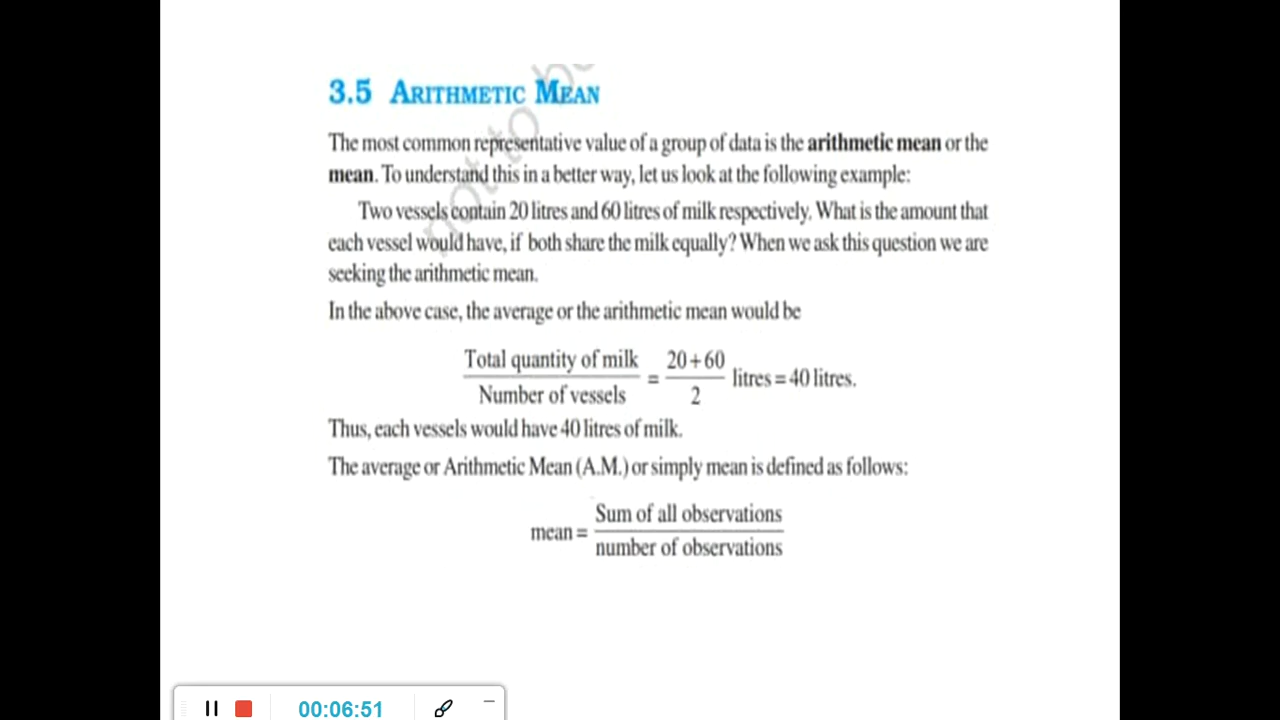 not to be
3.5 ARITHMETIC MEAN
The most common representative value of a group of data is the arithmetic mean or the
mean. To understand this in a better way, let us look at the following example:
Two vessels contain 20 litres and 60 litres of milk respectively. What is the amount that
each vessel would have, if both share the milk equally? When we ask this question we are
seeking the arithmetic mean.
In the above case, the average or the arithmetic mean would be
Total quantity of milk / Number of vessels = 20+60 / 2 litres = 40 litres.
Thus, each vessels would have 40 litres of milk.
The average or Arithmetic Mean (A.M.) or simply mean is defined as follows:
mean = Sum of all observations / number of observations
00:06:51